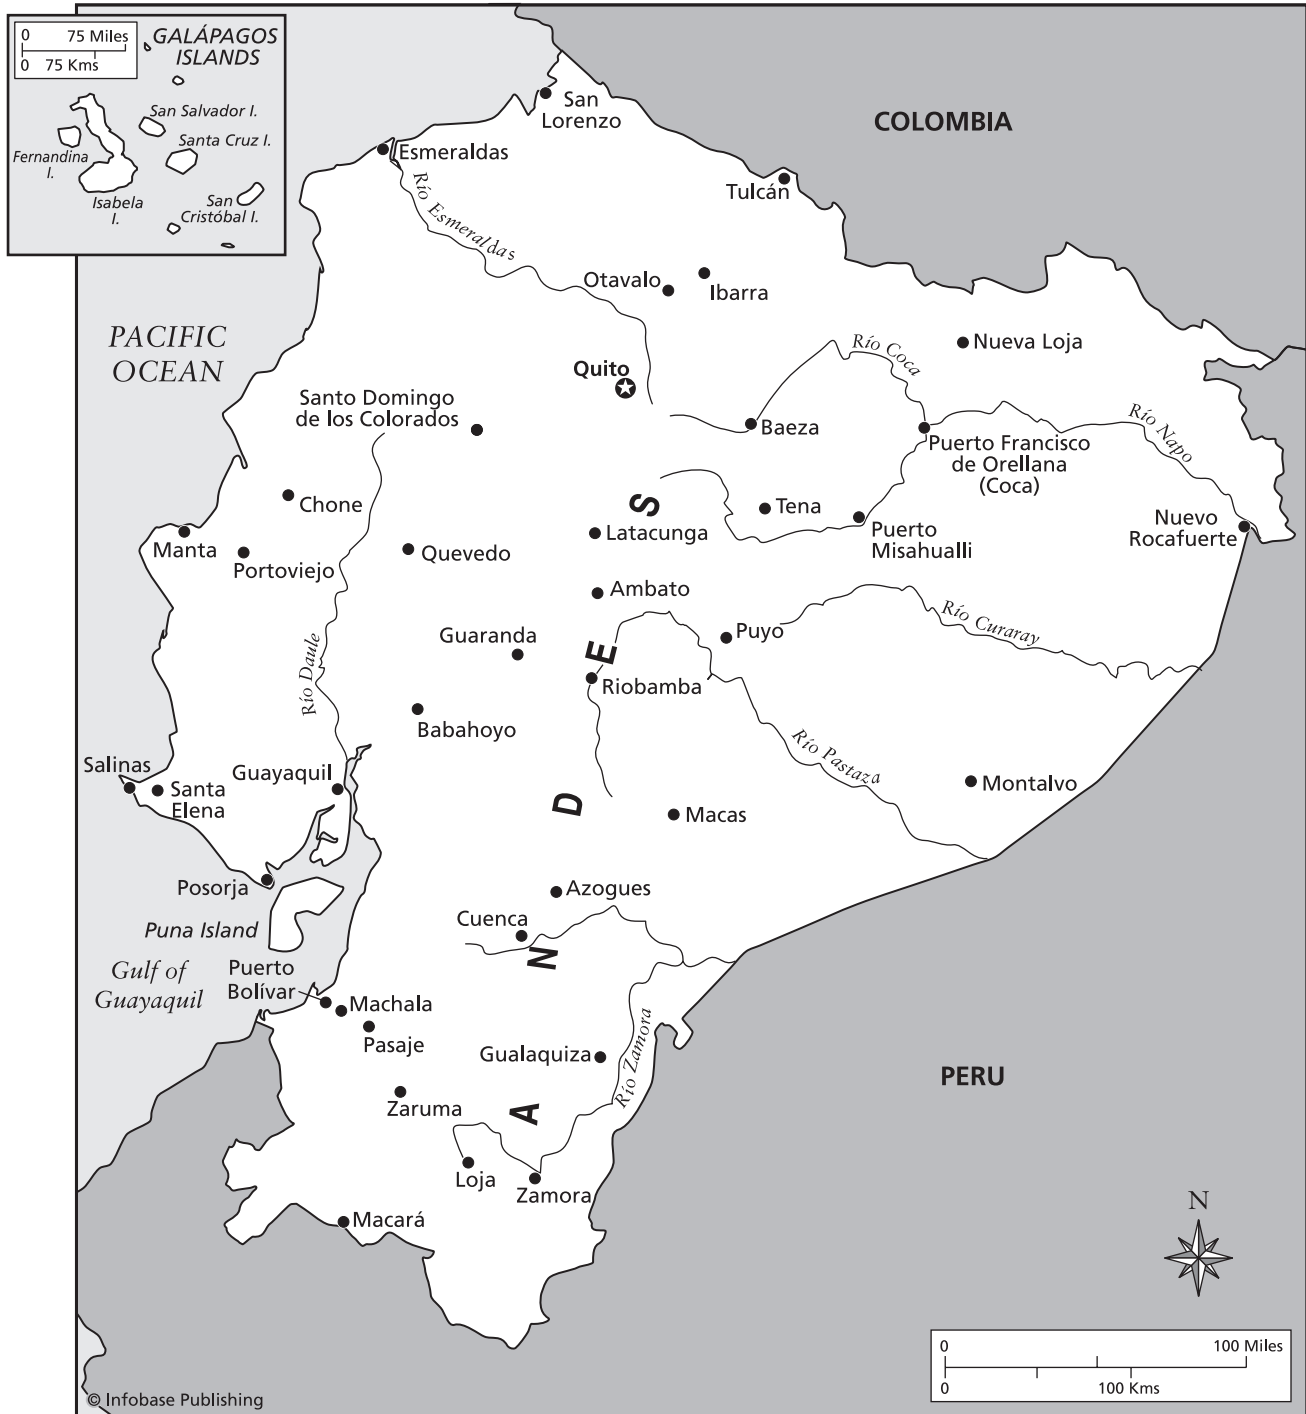 0 75 Miles
0 75 Kms
GALÁPAGOS
ISLANDS
San Salvador I.
Santa Cruz I.
Fernandina
I.
Isabela
I.
San
Cristóbal I.
San
Lorenzo
COLOMBIA
Esmeraldas
Río Esmeraldas
Tulcán
Otavalo
Ibarra
PACIFIC
OCEAN
Nueva Loja
Río Coca
Quito
Santo Domingo
de los Colorados
Baeza
Río Napo
Puerto Francisco
de Orellana
(Coca)
Chone
S
Tena
Puerto
Misahualli
Nuevo
Rocafuerte
Manta
Portoviejo
Quevedo
Latacunga
Ambato
Río Curaray
Guaranda
Puyo
E
Riobamba
Río Daule
Babahoyo
Río Pastaza
Salinas
Santa
Elena
Guayaquil
D
Macas
Montalvo
Posorja
Azogues
Puna Island
Cuenca
N
Gulf of
Guayaquil
Puerto
Bolívar
Machala
Pasaje
Gualaquiza
Río Zamora
PERU
Zaruma
A
Loja
Zamora
Macará
N
0 100 Miles
0 100 Kms
© Infobase Publishing